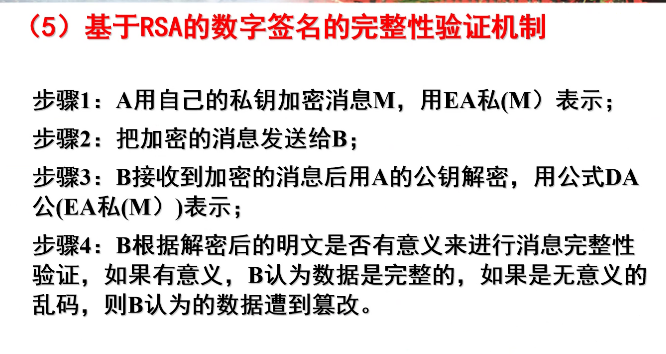 （5）基于RSA的数字签名的完整性验证机制
步骤1：A用自己的私钥加密消息M，用EA私(M）表示；
步骤2：把加密的消息发送给B；
步骤3：B接收到加密的消息后用A的公钥解密，用公式DA
公(EA私(M）)表示；
步骤4：B根据解密后的明文是否有意义来进行消息完整性
验证，如果有意义，B认为数据是完整的，如果是无意义的
乱码，则B认为的数据遭到篡改。